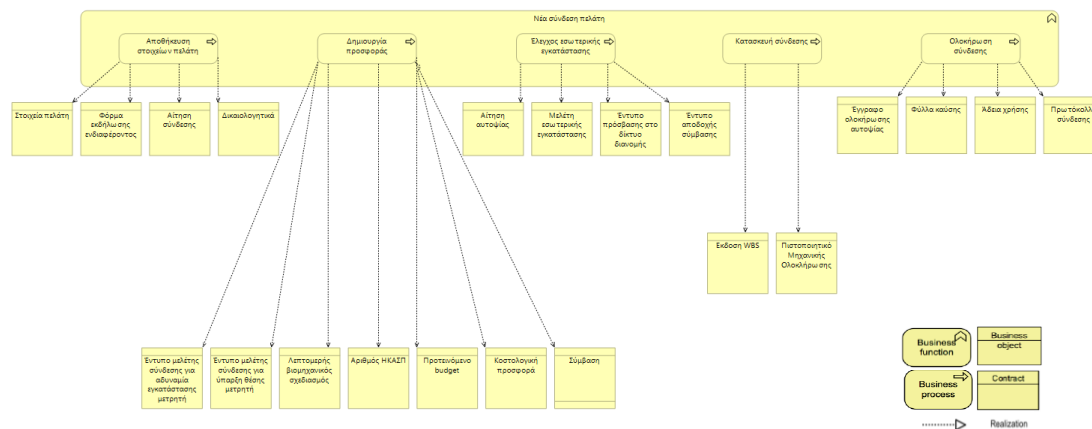 Νέα σύνδεση πελάτη
Αποθήκευση
στοιχείων πελάτη
Δημιουργία
προσφοράς
Έλεγχος εσωτερικής
εγκατάστασης
Κατασκευή σύνδεσης
Ολοκλήρωση
σύνδεσης
Στοιχεία πελάτη
Φόρμα
εκδήλωσης
ενδιαφέροντος
Αίτηση
σύνδεσης
Δικαιολογητικά
Αίτηση
αυτοψίας
Μελέτη
εσωτερικής
εγκατάστασης
Έντυπο
πρόσβασης στο
δίκτυο
διανομής
Έντυπο
αποδοχής
σύμβασης
Έγγραφο
ολοκλήρωσης
αυτοψίας
Φύλλα καύσης
Άδεια χρήσης
Πρωτόκολλ
σύνδεσης
Εκδοση WBS
Πιστοποιητικό
Μηχανικής
Ολοκλήρωσης
Έντυπο μελέτης
σύνδεσης για
αδυναμία
εγκατάστασης
μετρητή
Έντυπο μελέτης
σύνδεσης για
ύπαρξη θέσης
μετρητή
Λεπτομερής
βιομηχανικός
σχεδιασμός
Αριθμός ΗΚΑΣΠ
Προτεινόμενο
budget
Κοστολογική
προσφορά
Σύμβαση
Business
function
Business
object
Business
process
Contract
Realization